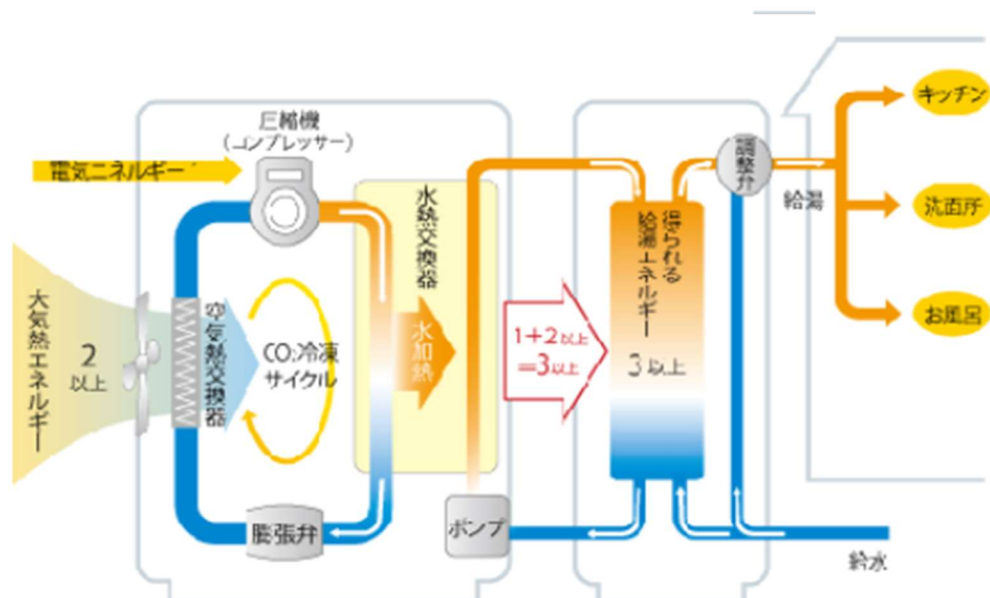 圧縮機
(コンプレッサー)
電気エネルギー
大気熱エネルギー
2
以上
空気熱交換器
CO₂冷凍
サイクル
膨張弁
水熱交換器
水加熱
ポンプ
1+2以上
=3以上
得られる
給湯エネルギー
3以上
調整弁
給湯
キッチン
洗面所
お風呂
給水